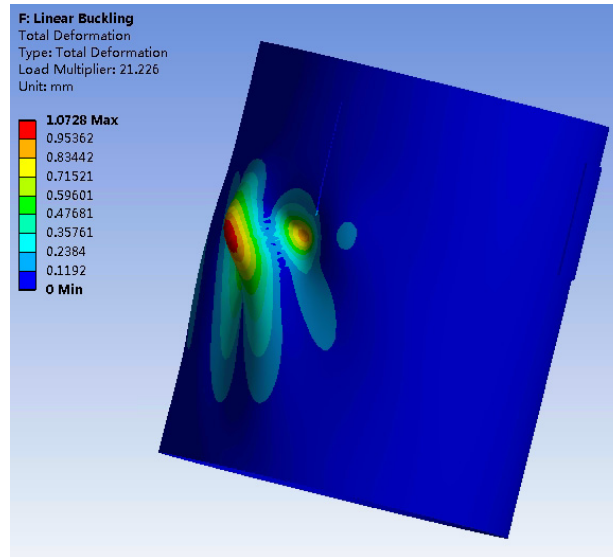 F: Linear Buckling
Total Deformation
Type: Total Deformation
Load Multiplier: 21.226
Unit: mm
1.0728 Max
0.95362
0.83442
0.71521
0.59601
0.47681
0.35761
0.2384
0.1192
0 Min